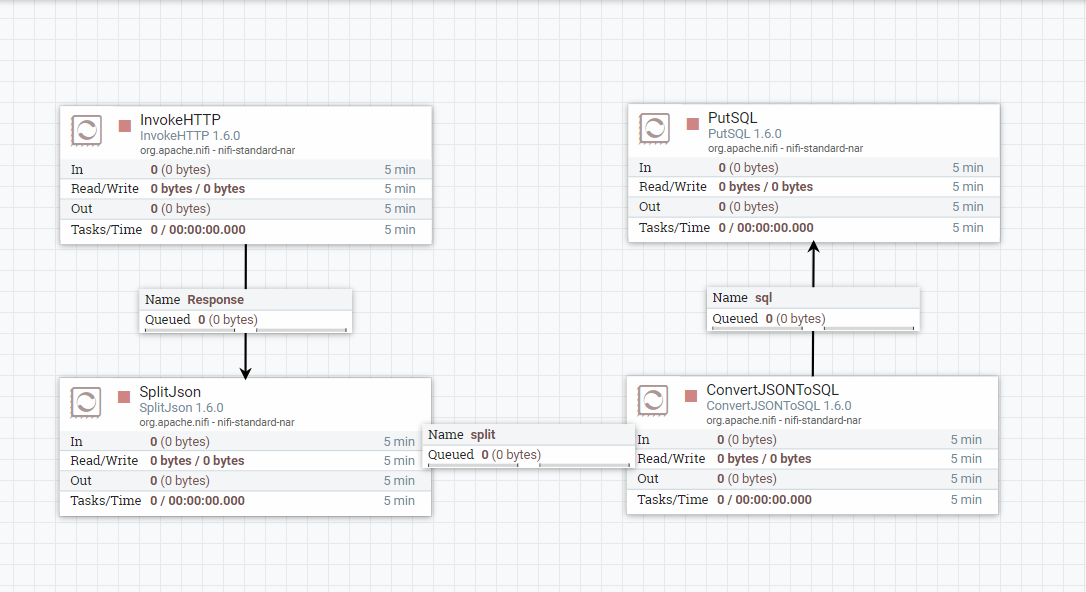 InvokeHTTP
InvokeHTTP 1.6.0
org.apache.nifi - nifi-standard-nar
In 0 (0 bytes) 5 min
Read/Write 0 bytes / 0 bytes 5 min
Out 0 (0 bytes) 5 min
Tasks/Time 0 / 00:00:00.000 5 min
Name Response
Queued 0 (0 bytes)
SplitJson
SplitJson 1.6.0
org.apache.nifi - nifi-standard-nar
In 0 (0 bytes) 5 min
Read/Write 0 bytes / 0 bytes 5 min
Out 0 (0 bytes) 5 min
Tasks/Time 0 / 00:00:00.000 5 min
Name split
Queued 0 (0 bytes)
ConvertJSONToSQL
ConvertJSONToSQL 1.6.0
org.apache.nifi - nifi-standard-nar
In 0 (0 bytes) 5 min
Read/Write 0 bytes / 0 bytes 5 min
Out 0 (0 bytes) 5 min
Tasks/Time 0 / 00:00:00.000 5 min
Name sql
Queued 0 (0 bytes)
PutSQL
PutSQL 1.6.0
org.apache.nifi - nifi-standard-nar
In 0 (0 bytes) 5 min
Read/Write 0 bytes / 0 bytes 5 min
Out 0 (0 bytes) 5 min
Tasks/Time 0 / 00:00:00.000 5 min